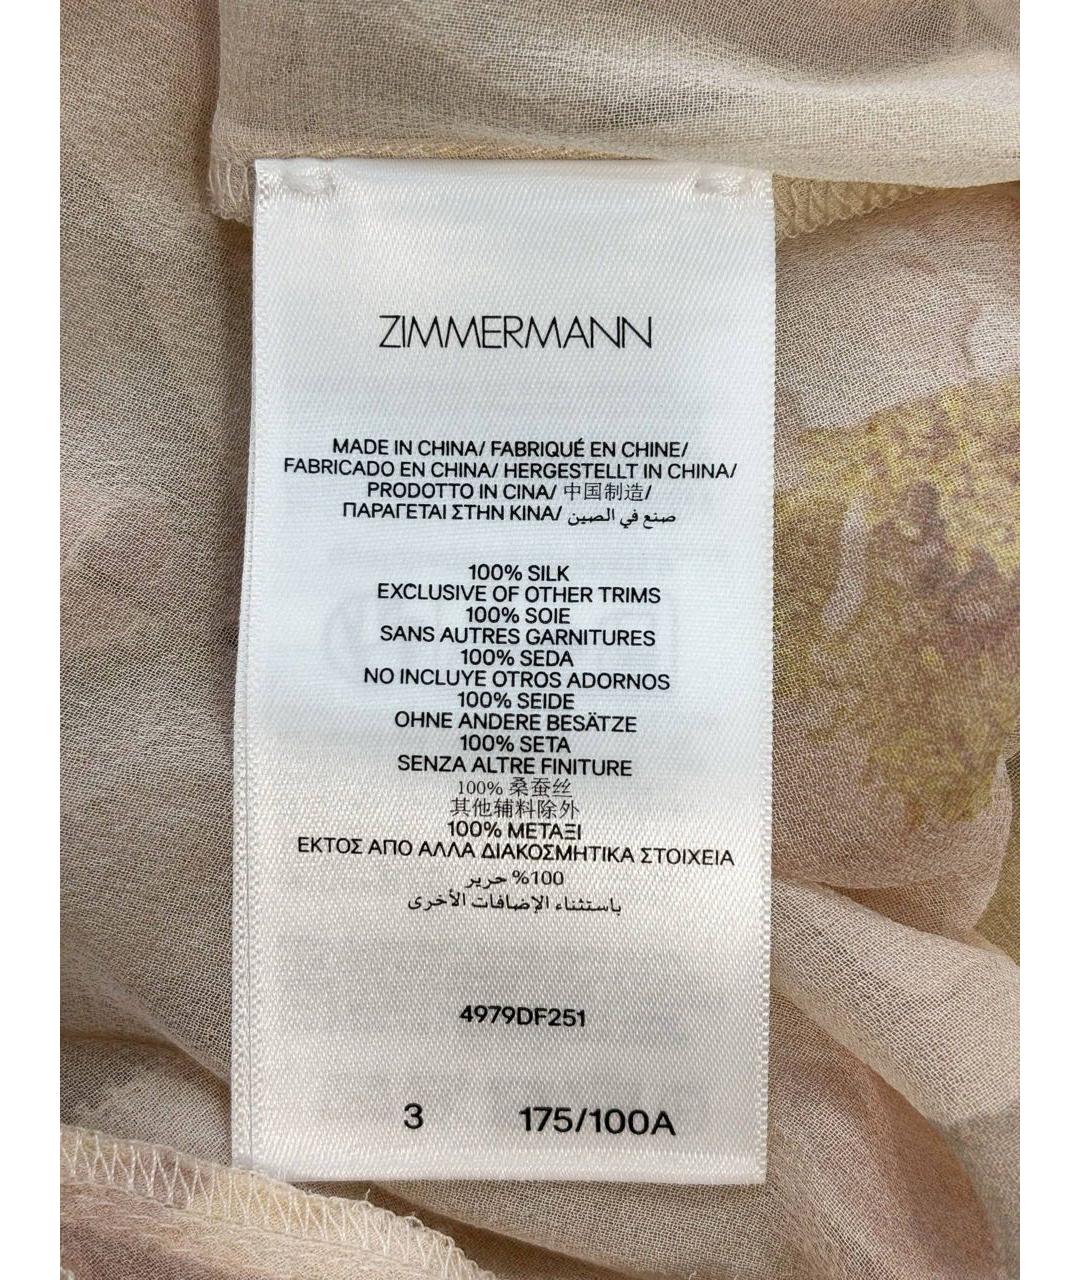 ZIMMERMANN
MADE IN CHINA/ FABRIQUÉ EN CHINE/
FABRICADO EN CHINA/ HERGESTELLT IN CHINA/
PRODOTTO IN CINA/ 中国制造/
ΠΑΡΑΓΕΤΑΙ ΣΤΗΝ ΚΙΝΑ/ صنع في الصين
100% SILK
EXCLUSIVE OF OTHER TRIMS
100% SOIE
SANS AUTRES GARNITURES
100% SEDA
NO INCLUYE OTROS ADORNOS
100% SEIDE
OHNE ANDERE BESÄTZE
100% SETA
SENZA ALTRE FINITURE
100% 桑蚕丝
其他辅料除外
100% ΜΕΤΑΞΙ
ΕΚΤΟΣ ΑΠΟ ΑΛΛΑ ΔΙΑΚΟΣΜΗΤΙΚΑ ΣΤΟΙΧΕΙΑ
100% حرير
باستثناء الإضافات الأخرى
4979DF251
3 175/100A